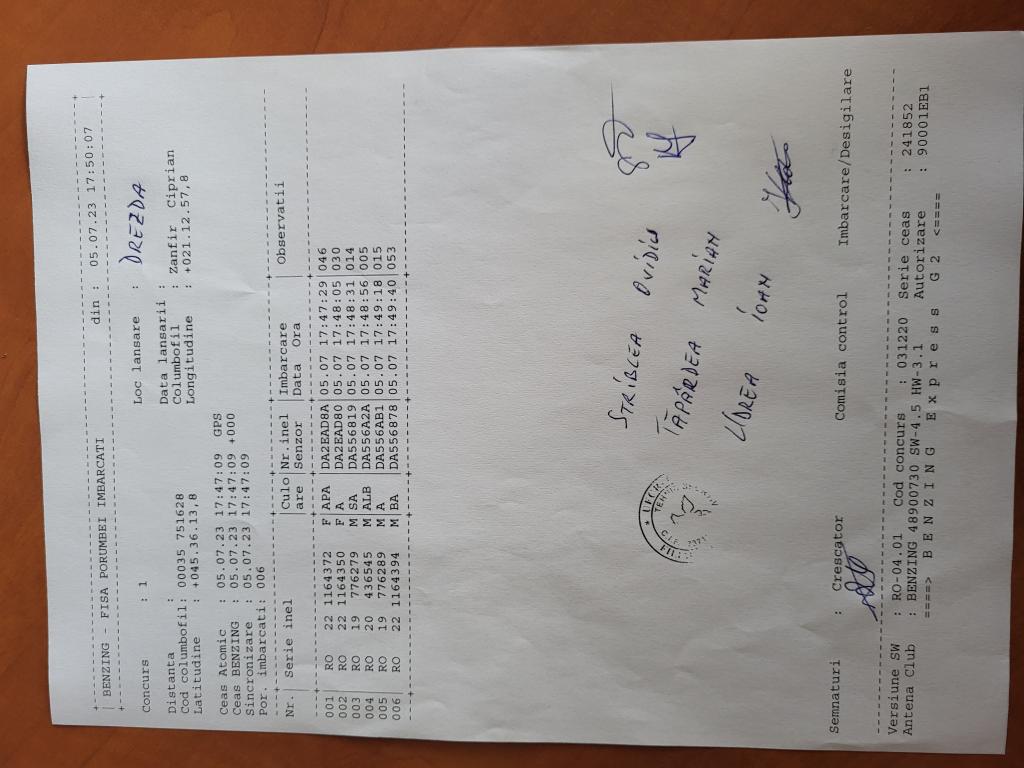 BENZING - FISA PORUMBEI IMBARCATI din : 05.07.23 17:50:07
Concurs : 1 Loc lansare : DREZDA
Distanta : Data lansarii :
Cod columbofil: 00035 751628 Columbofil : Zanfir Ciprian
Latitudine : +045.36.13,8 Longitudine : +021.12.57,8
Ceas Atomic : 05.07.23 17:47:09 GPS
Ceas BENZING : 05.07.23 17:47:09 +000
Sincronizare : 05.07.23 17:47:09
Por. imbarcati: 006
Nr. Serie inel Culo Nr.inel Imbarcare Observatii
are Senzor Data Ora
001 RO 22 1164372 F APA DA2EAD8A 05.07 17:47:29 046
002 RO 22 1164350 F A DA2EAD80 05.07 17:48:05 030
003 RO 19 776279 M SA DA556819 05.07 17:48:31 014
004 RO 20 436545 M ALB DA556A2A 05.07 17:48:56 005
005 RO 19 776289 M A DA556AB1 05.07 17:49:18 015
006 RO 22 1164394 M BA DA556878 05.07 17:49:40 053
STRÎBLEA OVIDIU
ȚAPÂRDEA MARIAN
UDREA IOAN
Semnaturi : Crescator Comisia control Imbarcare/Desigilare
Versiune SW : RO-04.01 Cod concurs : 031220 Serie ceas : 241852
Antena Club : BENZING 48900730 SW-4.5 HW-3.1 Autorizare : 90001EB1
====> B E N Z I N G E x p r e s s G 2 <====